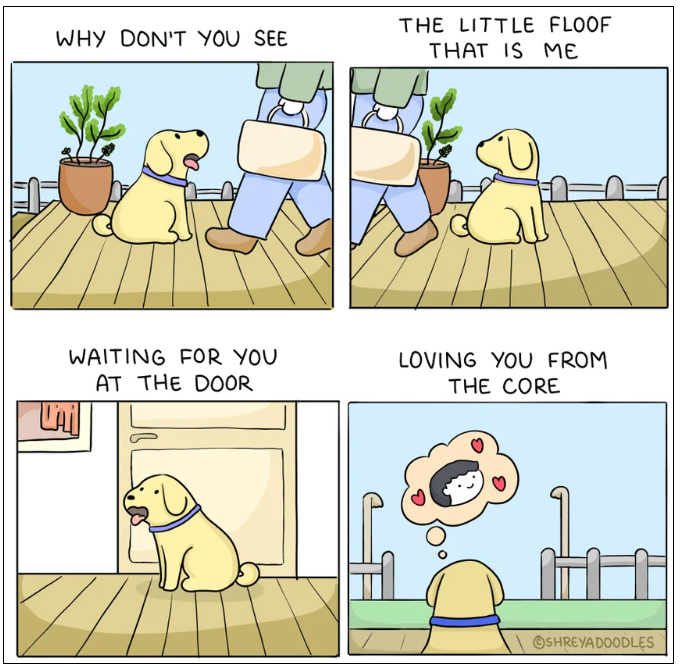 WHY DON'T YOU SEE
THE LITTLE FLOOF
THAT IS ME
WAITING FOR YOU
AT THE DOOR
LOVING YOU FROM
THE CORE
©SHREYADOODLES